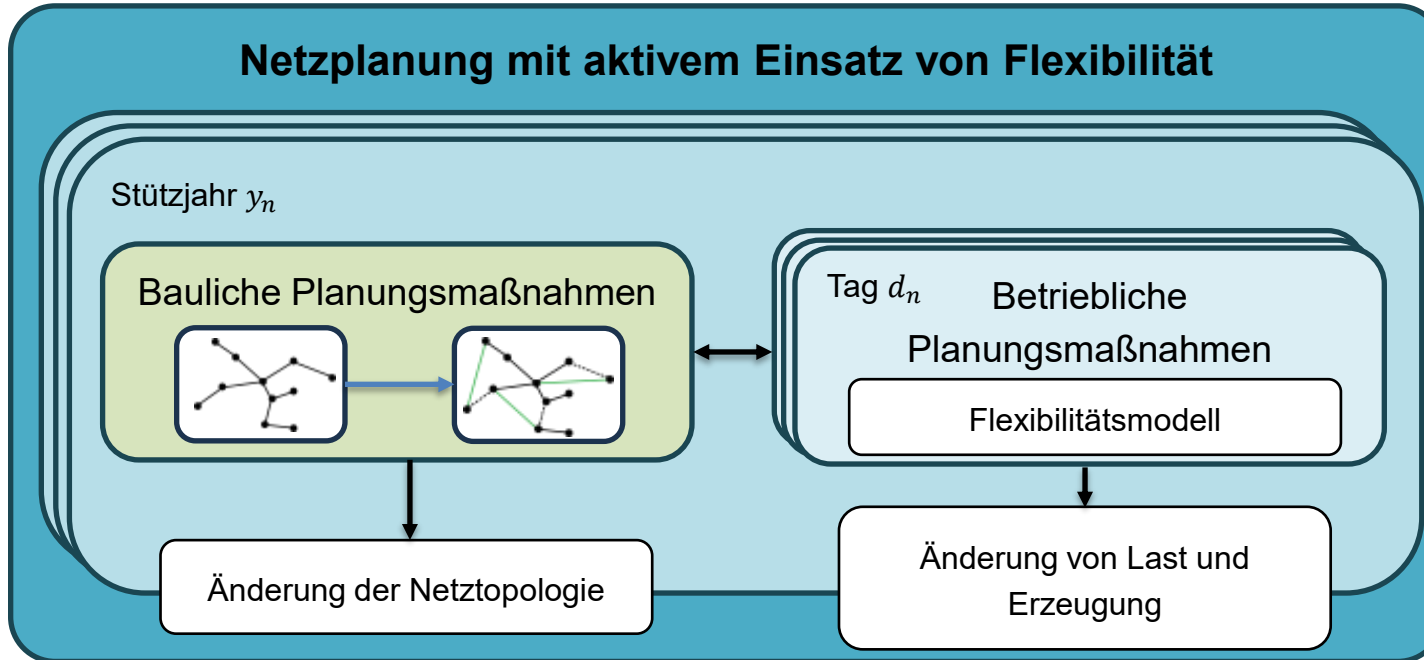 Netzplanung mit aktivem Einsatz von Flexibilität
Stützjahr yₙ
Bauliche Planungsmaßnahmen
Tag dₙ
Betriebliche
Planungsmaßnahmen
Flexibilitätsmodell
Änderung der Netztopologie
Änderung von Last und
Erzeugung